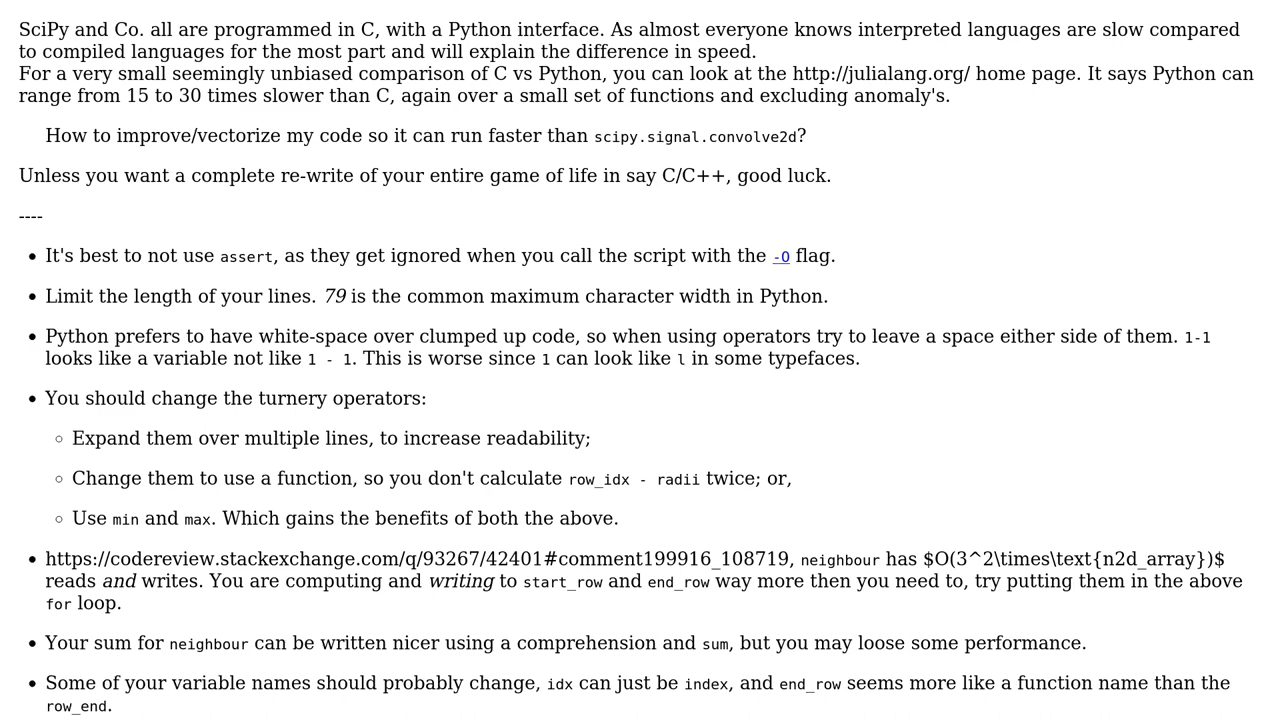 SciPy and Co. all are programmed in C, with a Python interface. As almost everyone knows interpreted languages are slow compared
to compiled languages for the most part and will explain the difference in speed.
For a very small seemingly unbiased comparison of C vs Python, you can look at the http://julialang.org/ home page. It says Python can
range from 15 to 30 times slower than C, again over a small set of functions and excluding anomaly's.
How to improve/vectorize my code so it can run faster than scipy.signal.convolve2d?
Unless you want a complete re-write of your entire game of life in say C/C++, good luck.
----
• It's best to not use assert, as they get ignored when you call the script with the -O flag.
• Limit the length of your lines. 79 is the common maximum character width in Python.
• Python prefers to have white-space over clumped up code, so when using operators try to leave a space either side of them. 1-1
looks like a variable not like 1 - 1. This is worse since 1 can look like l in some typefaces.
• You should change the turnery operators:
◦ Expand them over multiple lines, to increase readability;
◦ Change them to use a function, so you don't calculate row_idx - radii twice; or,
◦ Use min and max. Which gains the benefits of both the above.
• https://codereview.stackexchange.com/q/93267/42401#comment199916_108719, neighbour has $O(3^2\times\text{n2d_array})$
reads and writes. You are computing and writing to start_row and end_row way more then you need to, try putting them in the above
for loop.
• Your sum for neighbour can be written nicer using a comprehension and sum, but you may loose some performance.
• Some of your variable names should probably change, idx can just be index, and end_row seems more like a function name than the
row_end.